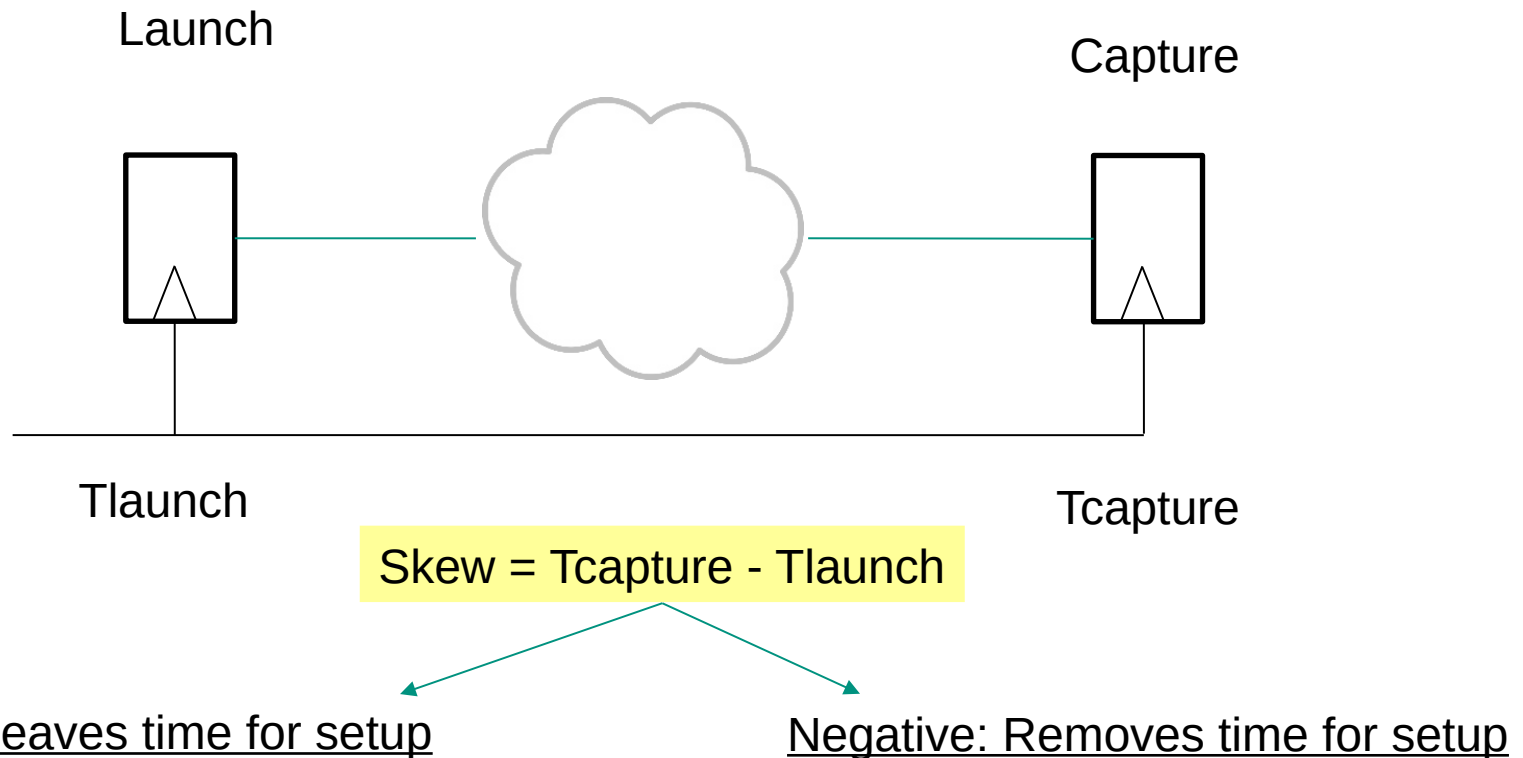 Launch
Capture
Tlaunch
Tcapture
Skew = Tcapture - Tlaunch
eaves time for setup
Negative: Removes time for setup